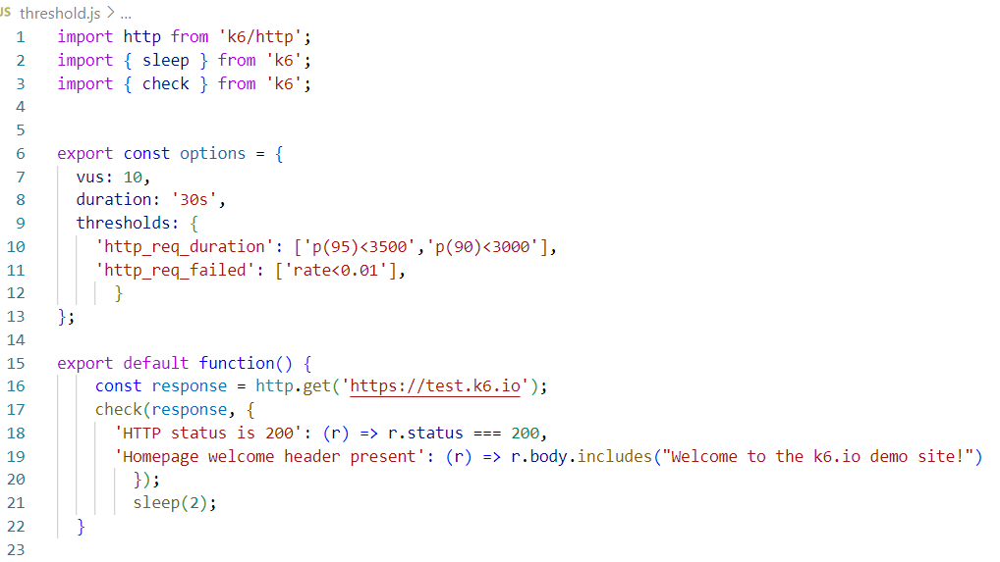 JS threshold.js > ...
1 import http from 'k6/http';
2 import { sleep } from 'k6';
3 import { check } from 'k6';
4
5
6 export const options = {
7 vus: 10,
8 duration: '30s',
9 thresholds: {
10 'http_req_duration': ['p(95)<3500','p(90)<3000'],
11 'http_req_failed': ['rate<0.01'],
12 }
13 };
14
15 export default function() {
16 const response = http.get('https://test.k6.io');
17 check(response, {
18 'HTTP status is 200': (r) => r.status === 200,
19 'Homepage welcome header present': (r) => r.body.includes("Welcome to the k6.io demo site!")
20 });
21 sleep(2);
22 }
23